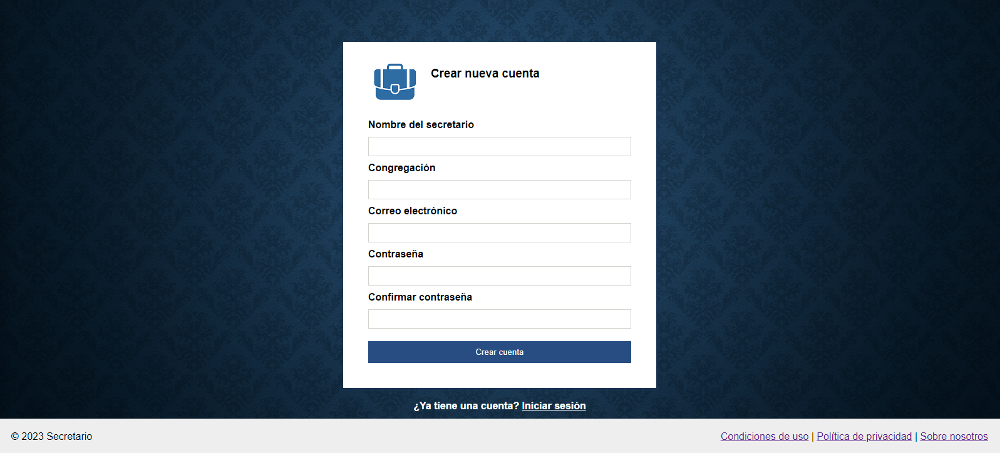 Crear nueva cuenta
Nombre del secretario
Congregación
Correo electrónico
Contraseña
Confirmar contraseña
Crear cuenta
¿Ya tiene una cuenta? Iniciar sesión
© 2023 Secretario
Condiciones de uso | Política de privacidad | Sobre nosotros